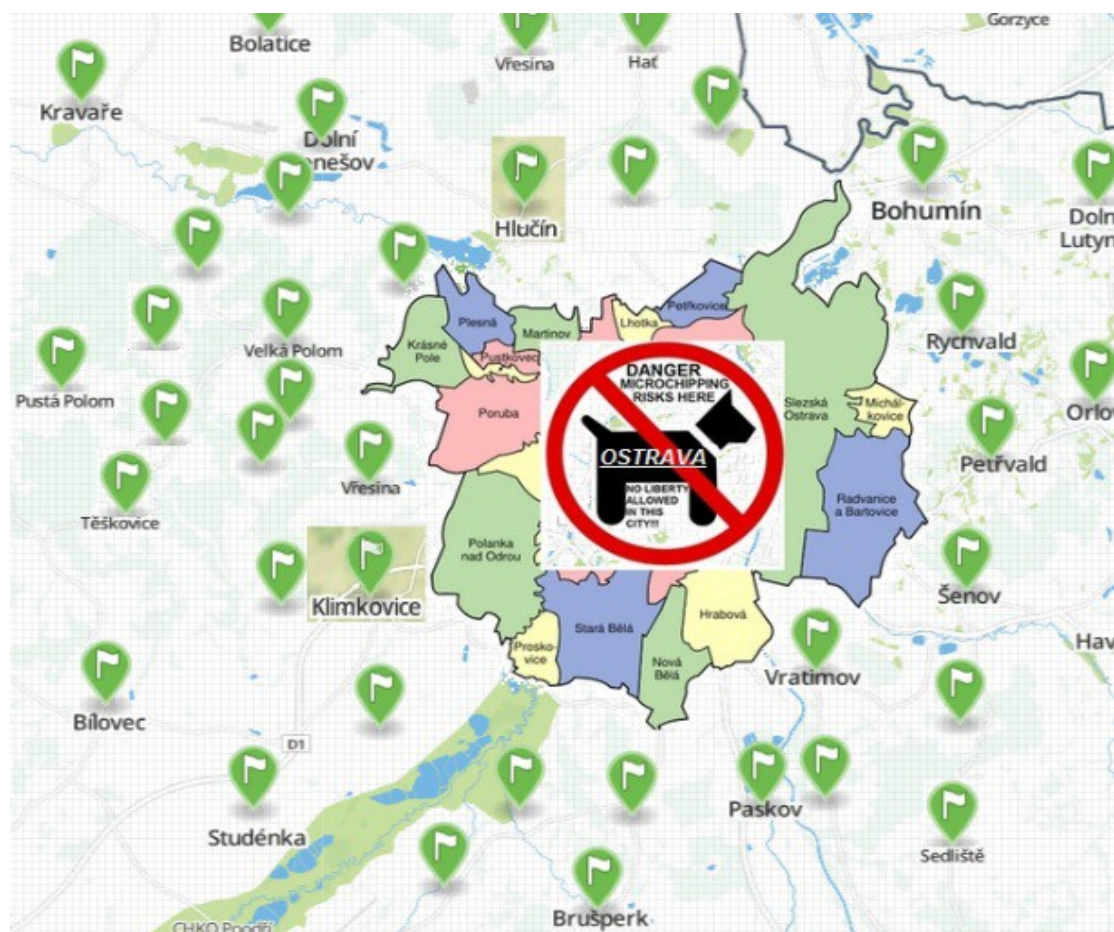 Gorzyce
Bolatice
Vřesina
Hať
Kravaře
Dolní
enešov
Hlučín
Bohumín
Doln
Lutyn
Petřkovice
Plesná
Lhotka
Martinov
Krásné
Pole
Pustkovec
Velká Polom
Rychvald
Pustá Polom
Poruba
DANGER
MICROCHIPPING
RISKS HERE
OSTRAVA
NO LIBERTY
ALLOWED
IN THIS
CITY!!!
Slezská
Ostrava
Michál-
kovice
Orlov
Petřvald
Vřesina
Těškovice
Radvanice
a Bartovice
Polanka
nad Odrou
Klimkovice
Šenov
Hrabová
Stará Bělá
Prosko-
vice
Nová
Bělá
Vratimov
Hav
Bílovec
D1
Studénka
Paskov
Sedliště
Brušperk
CHKO Poodří